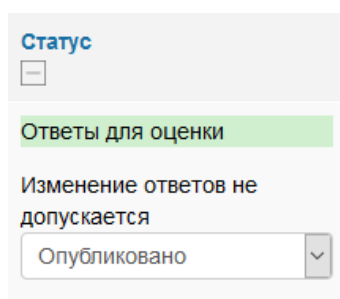 Статус
Ответы для оценки
Изменение ответов не
допускается
Опубликовано